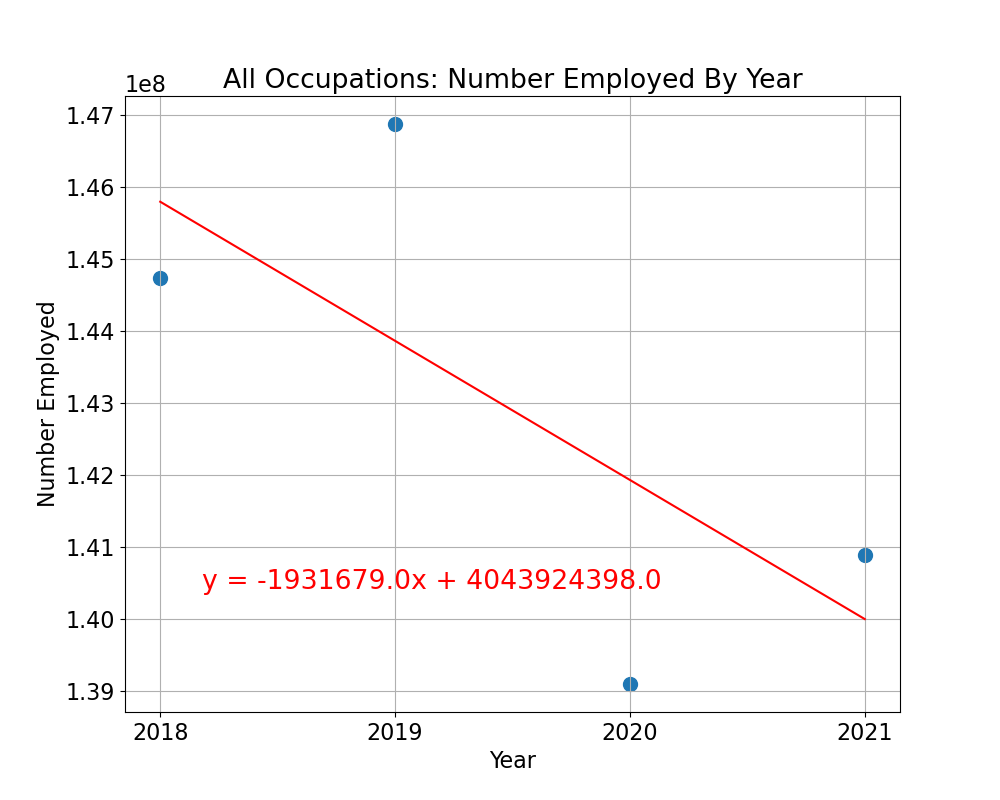 All Occupations: Number Employed By Year
1e8
1.47
1.46
1.45
1.44
1.43
1.42
1.41
1.40
1.39
Number Employed
y = -1931679.0x + 4043924398.0
2018 2019 2020 2021
Year